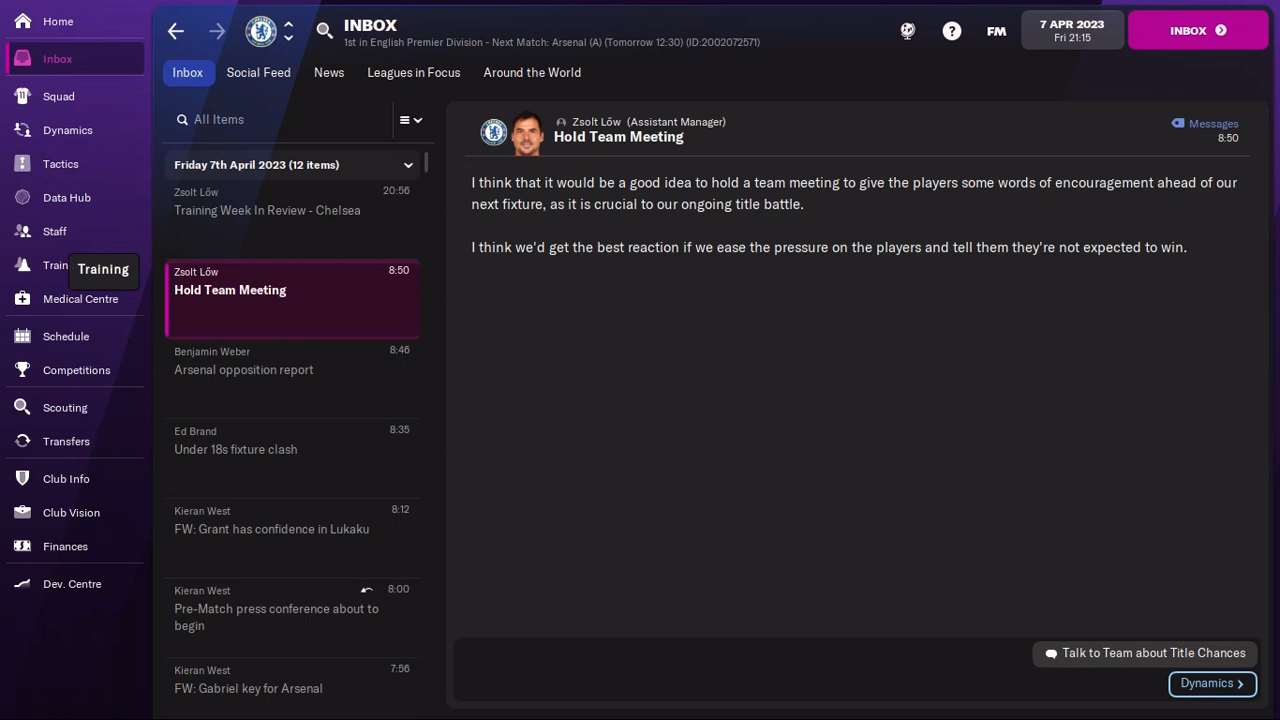 Home
Inbox
Squad
Dynamics
Tactics
Data Hub
Staff
Train
Training
Medical Centre
Schedule
Competitions
Scouting
Transfers
Club Info
Club Vision
Finances
Dev. Centre
INBOX
1st in English Premier Division - Next Match: Arsenal (A) (Tomorrow 12:30) (ID:2002072571)
FM
7 APR 2023
Fri 21:15
INBOX
Inbox Social Feed News Leagues in Focus Around the World
All Items
Friday 7th April 2023 (12 items)
Zsolt Lőw 20:56
Training Week In Review - Chelsea
Zsolt Lőw 8:50
Hold Team Meeting
Benjamin Weber 8:46
Arsenal opposition report
Ed Brand 8:35
Under 18s fixture clash
Kieran West 8:12
FW: Grant has confidence in Lukaku
Kieran West 8:00
Pre-Match press conference about to
begin
Kieran West 7:56
FW: Gabriel key for Arsenal
Zsolt Lőw (Assistant Manager)
Hold Team Meeting
Messages
8:50
I think that it would be a good idea to hold a team meeting to give the players some words of encouragement ahead of our
next fixture, as it is crucial to our ongoing title battle.
I think we'd get the best reaction if we ease the pressure on the players and tell them they're not expected to win.
Talk to Team about Title Chances
Dynamics